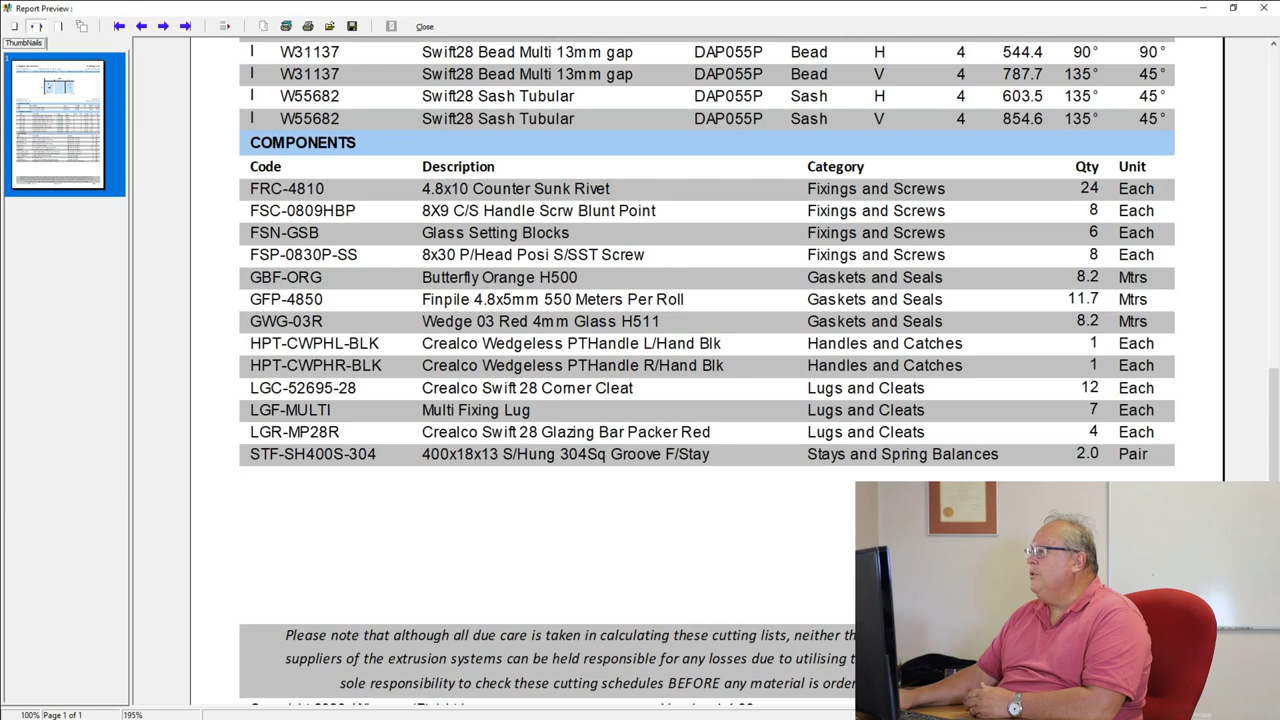 Report Preview :
Close
ThumbNails
1
I W31137 Swift28 Bead Multi 13mm gap DAP055P Bead H 4 544.4 90° 90°
I W31137 Swift28 Bead Multi 13mm gap DAP055P Bead V 4 787.7 135° 45°
I W55682 Swift28 Sash Tubular DAP055P Sash H 4 603.5 135° 45°
I W55682 Swift28 Sash Tubular DAP055P Sash V 4 854.6 135° 45°
COMPONENTS
Code Description Category Qty Unit
FRC-4810 4.8x10 Counter Sunk Rivet Fixings and Screws 24 Each
FSC-0809HBP 8X9 C/S Handle Scrw Blunt Point Fixings and Screws 8 Each
FSN-GSB Glass Setting Blocks Fixings and Screws 6 Each
FSP-0830P-SS 8x30 P/Head Posi S/SST Screw Fixings and Screws 8 Each
GBF-ORG Butterfly Orange H500 Gaskets and Seals 8.2 Mtrs
GFP-4850 Finpile 4.8x5mm 550 Meters Per Roll Gaskets and Seals 11.7 Mtrs
GWG-03R Wedge 03 Red 4mm Glass H511 Gaskets and Seals 8.2 Mtrs
HPT-CWPHL-BLK Crealco Wedgeless PTHandle L/Hand Blk Handles and Catches 1 Each
HPT-CWPHR-BLK Crealco Wedgeless PTHandle R/Hand Blk Handles and Catches 1 Each
LGC-52695-28 Crealco Swift 28 Corner Cleat Lugs and Cleats 12 Each
LGF-MULTI Multi Fixing Lug Lugs and Cleats 7 Each
LGR-MP28R Crealco Swift 28 Glazing Bar Packer Red Lugs and Cleats 4 Each
STF-SH400S-304 400x18x13 S/Hung 304Sq Groove F/Stay Stays and Spring Balances 2.0 Pair
Please note that although all due care is taken in calculating these cutting lists, neither
suppliers of the extrusion systems can be held responsible for any losses due to utilising
sole responsibility to check these cutting schedules BEFORE any material is
100% Page 1 of 1 195%